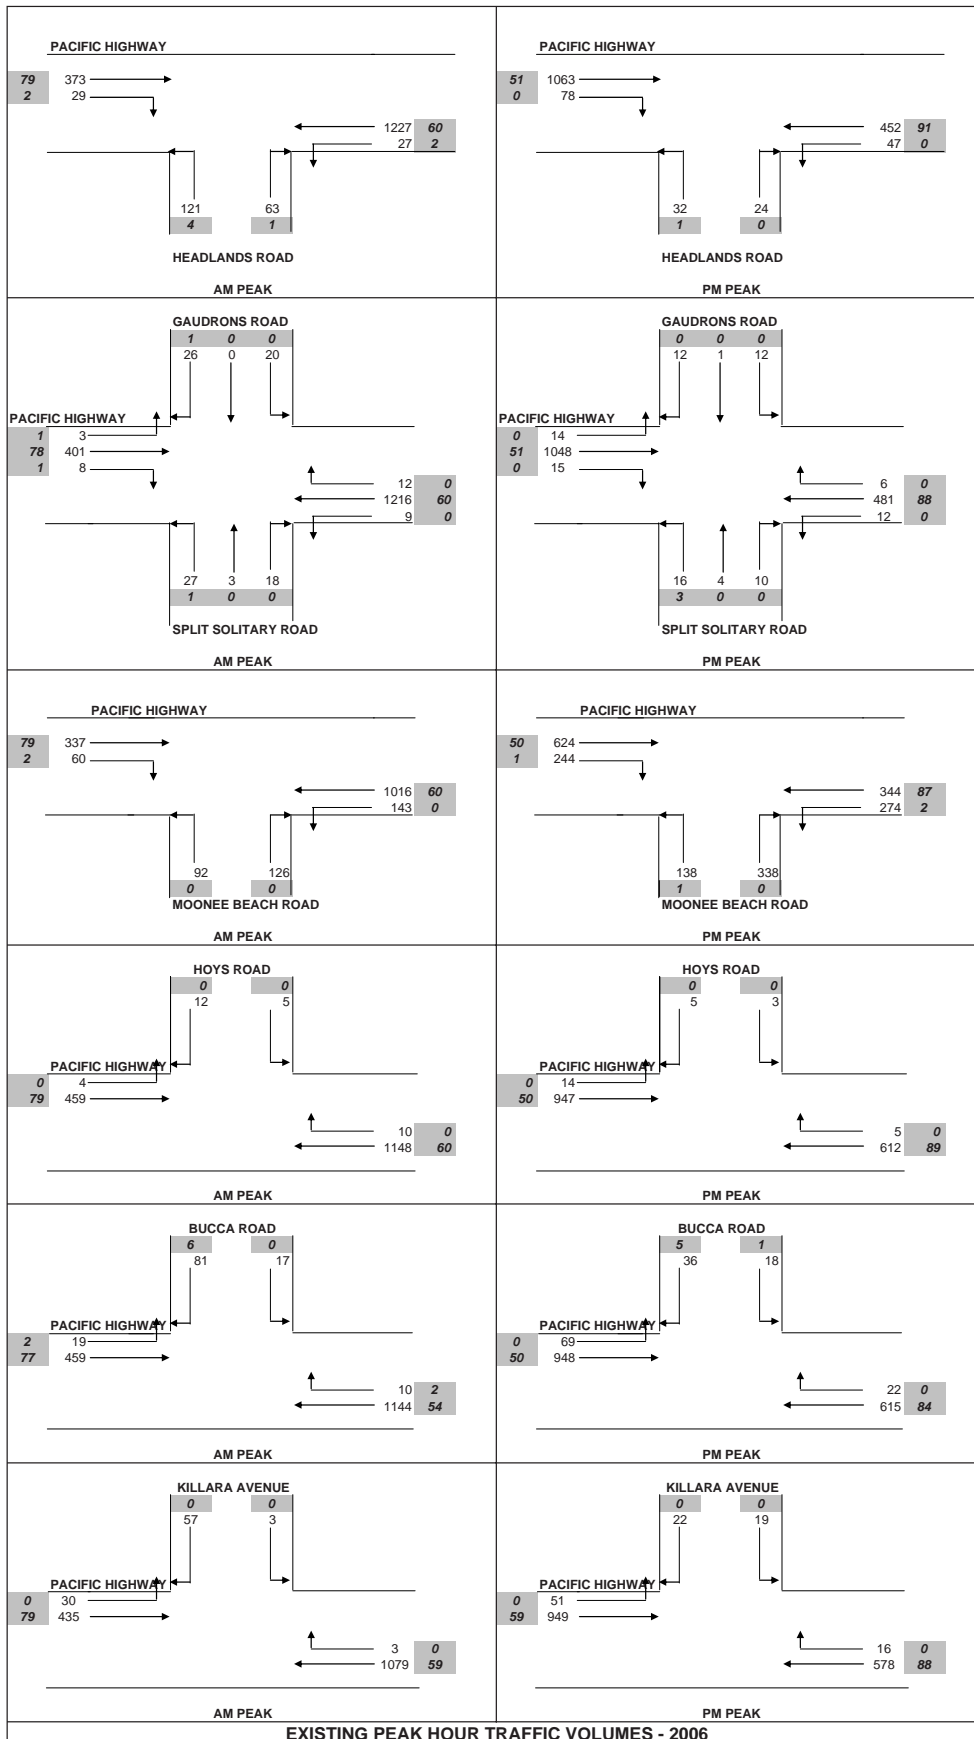 PACIFIC HIGHWAY
79 373
2 29
1227 60
27 2
121 63
4 1
HEADLANDS ROAD
AM PEAK
PACIFIC HIGHWAY
51 1063
0 78
452 91
47 0
32 24
1 0
HEADLANDS ROAD
PM PEAK
GAUDRONS ROAD
1 0 0
26 0 20
PACIFIC HIGHWAY
1 3
78 401
1 8
12 0
1216 60
9 0
27 3 18
1 0 0
SPLIT SOLITARY ROAD
AM PEAK
GAUDRONS ROAD
0 0 0
12 1 12
PACIFIC HIGHWAY
0 14
51 1048
0 15
6 0
481 88
12 0
16 4 10
3 0 0
SPLIT SOLITARY ROAD
PM PEAK
PACIFIC HIGHWAY
79 337
2 60
1016 60
143 0
92 126
0 0
MOONEE BEACH ROAD
AM PEAK
PACIFIC HIGHWAY
50 624
1 244
344 87
274 2
138 338
1 0
MOONEE BEACH ROAD
PM PEAK
HOYS ROAD
0 0
12 5
PACIFIC HIGHWAY
0 4
79 459
10 0
1148 60
AM PEAK
HOYS ROAD
0 0
5 3
PACIFIC HIGHWAY
0 14
50 947
5 0
612 89
PM PEAK
BUCCA ROAD
6 0
81 17
PACIFIC HIGHWAY
2 19
77 459
10 2
1144 54
AM PEAK
BUCCA ROAD
5 1
36 18
PACIFIC HIGHWAY
0 69
50 948
22 0
615 84
PM PEAK
KILLARA AVENUE
0 0
57 3
PACIFIC HIGHWAY
0 30
79 435
3 0
1079 59
AM PEAK
KILLARA AVENUE
0 0
22 19
PACIFIC HIGHWAY
0 51
59 949
16 0
578 88
PM PEAK
EXISTING PEAK HOUR TRAFFIC VOLUMES - 2006